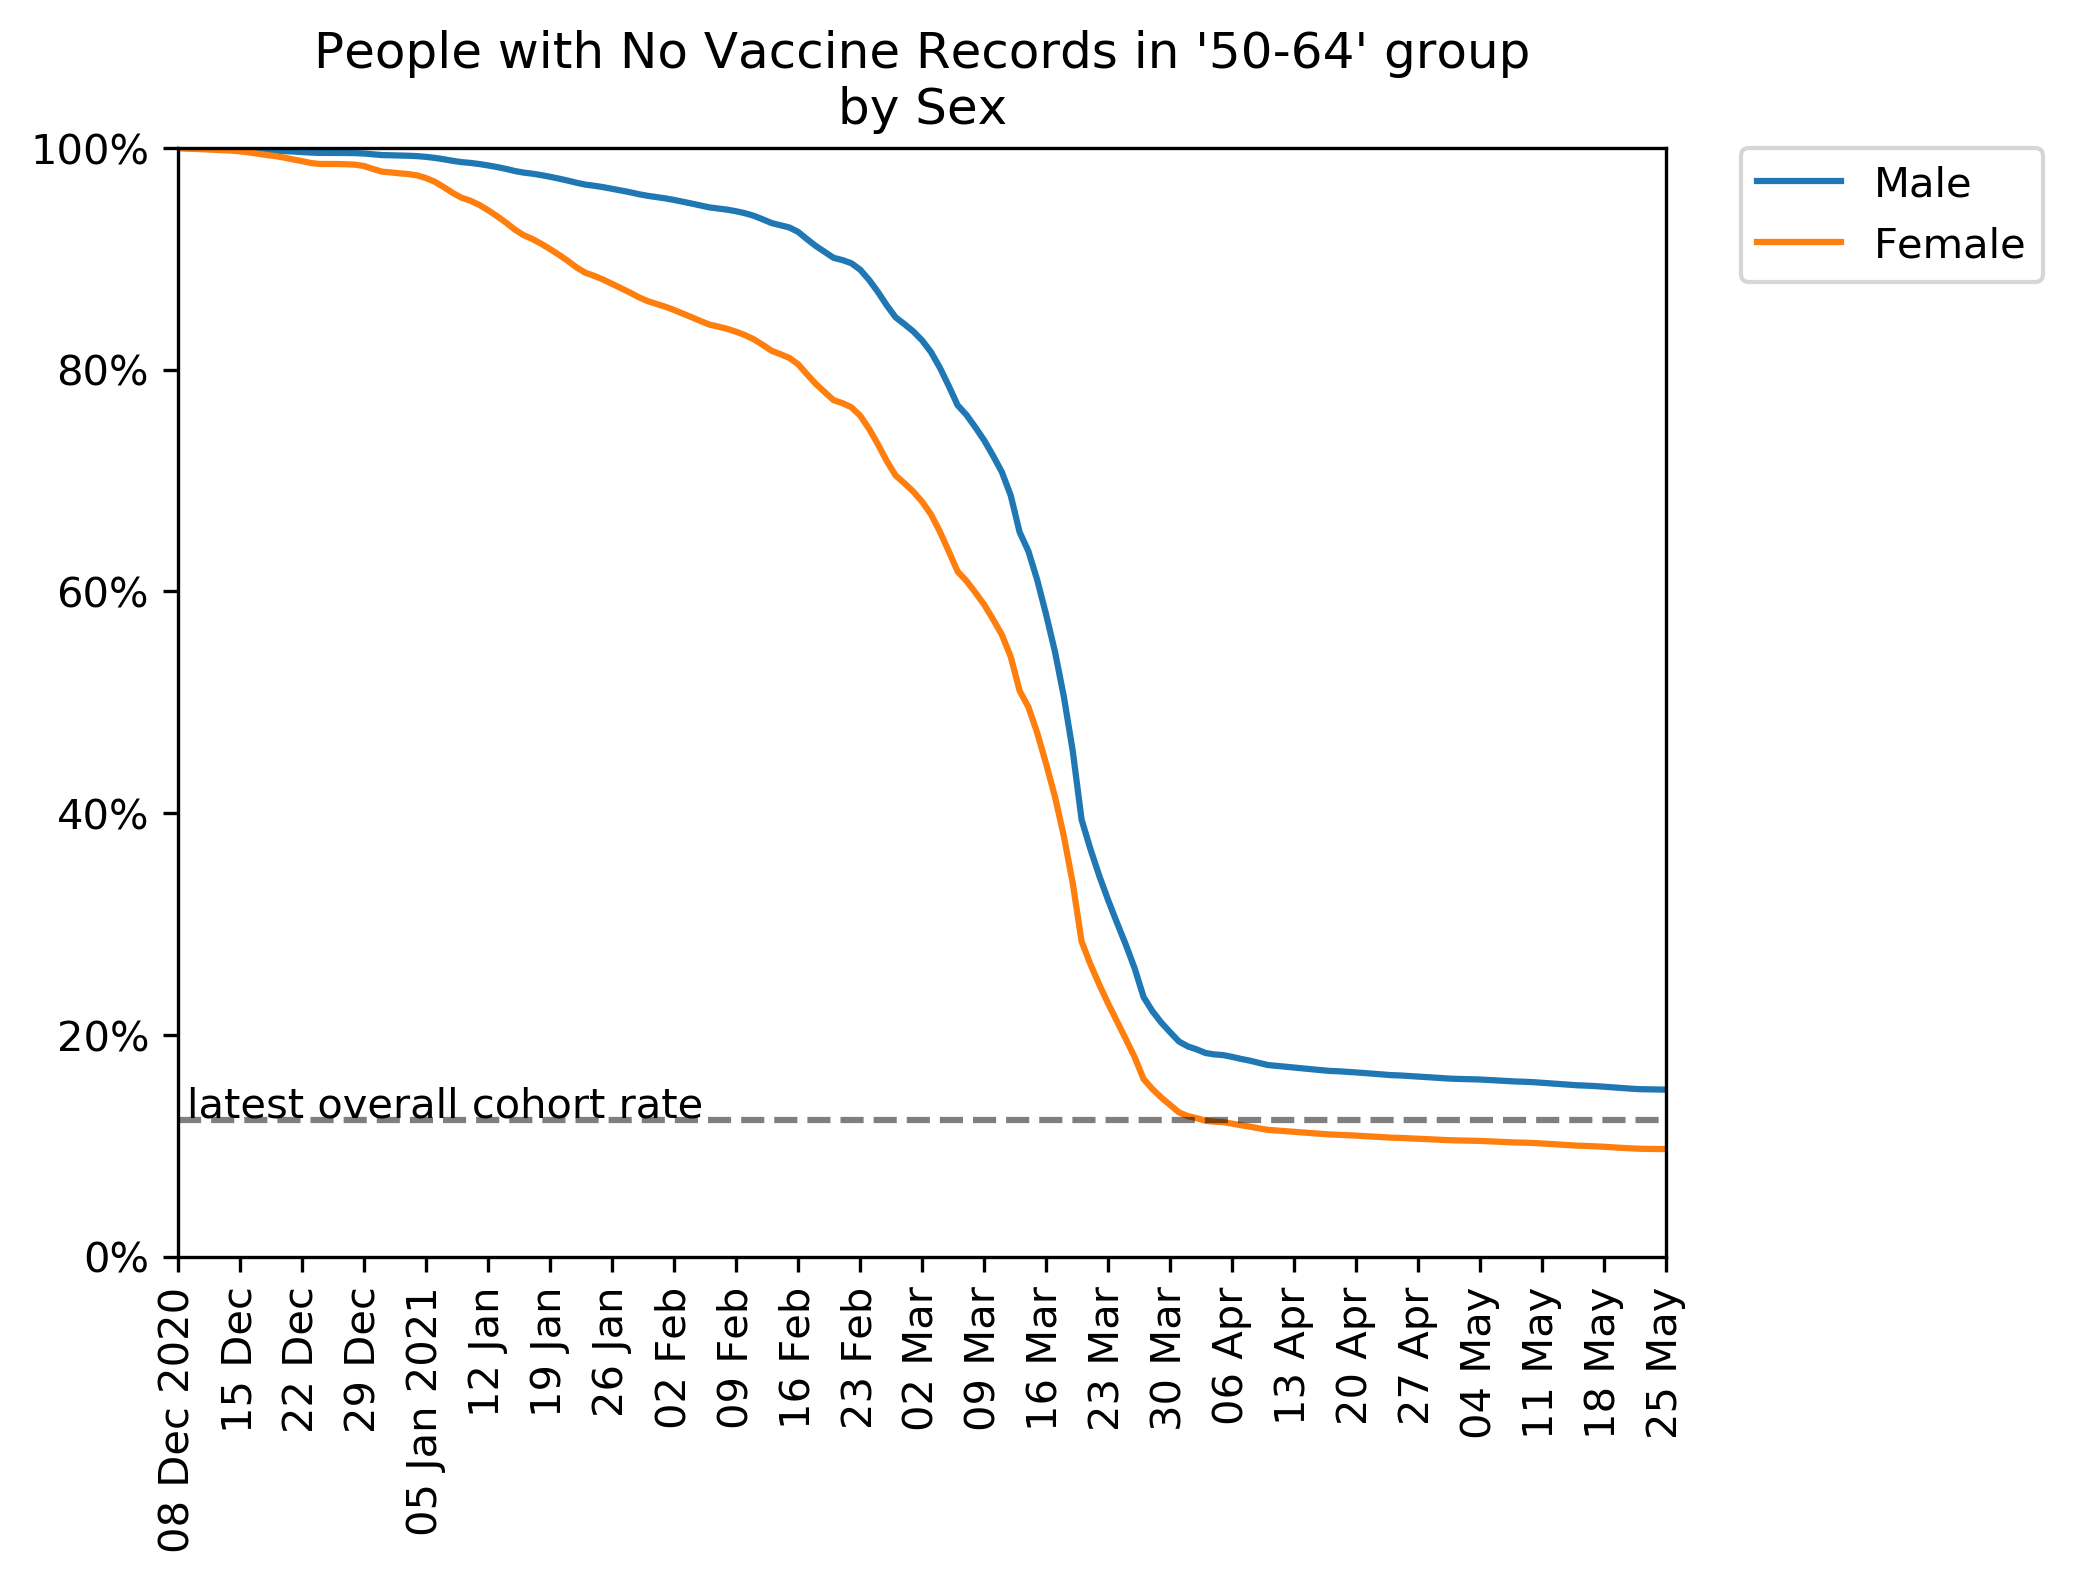 People with No Vaccine Records in '50-64' group
by Sex
100%
80%
60%
40%
20%
0%
latest overall cohort rate
Male
Female
08 Dec 2020
15 Dec
22 Dec
29 Dec
05 Jan 2021
12 Jan
19 Jan
26 Jan
02 Feb
09 Feb
16 Feb
23 Feb
02 Mar
09 Mar
16 Mar
23 Mar
30 Mar
06 Apr
13 Apr
20 Apr
27 Apr
04 May
11 May
18 May
25 May